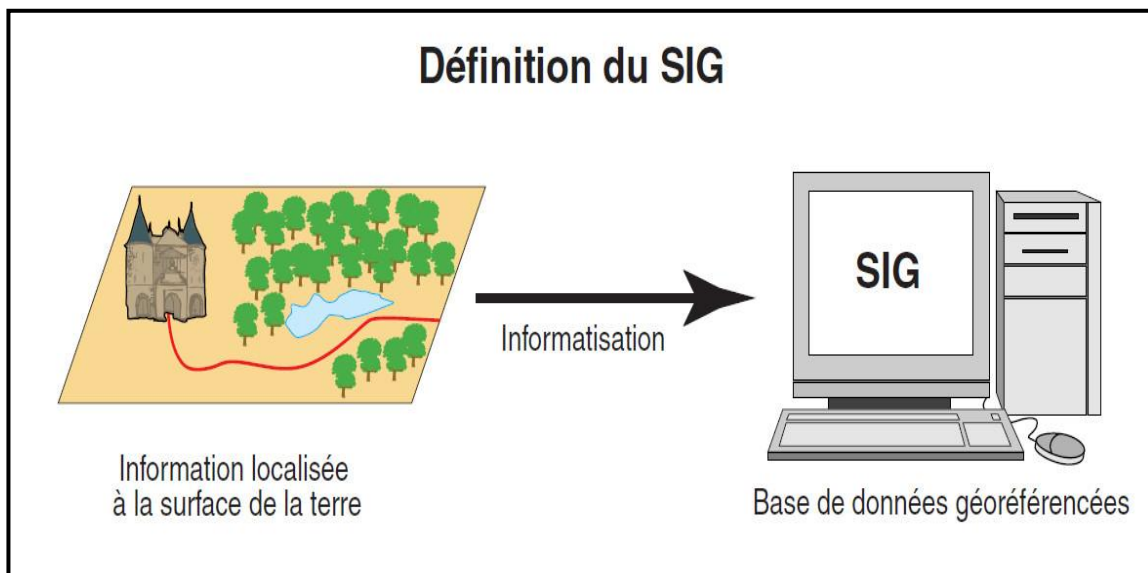 Définition du SIG
SIG
Informatisation
Information localisée
à la surface de la terre
Base de données géoréférencées